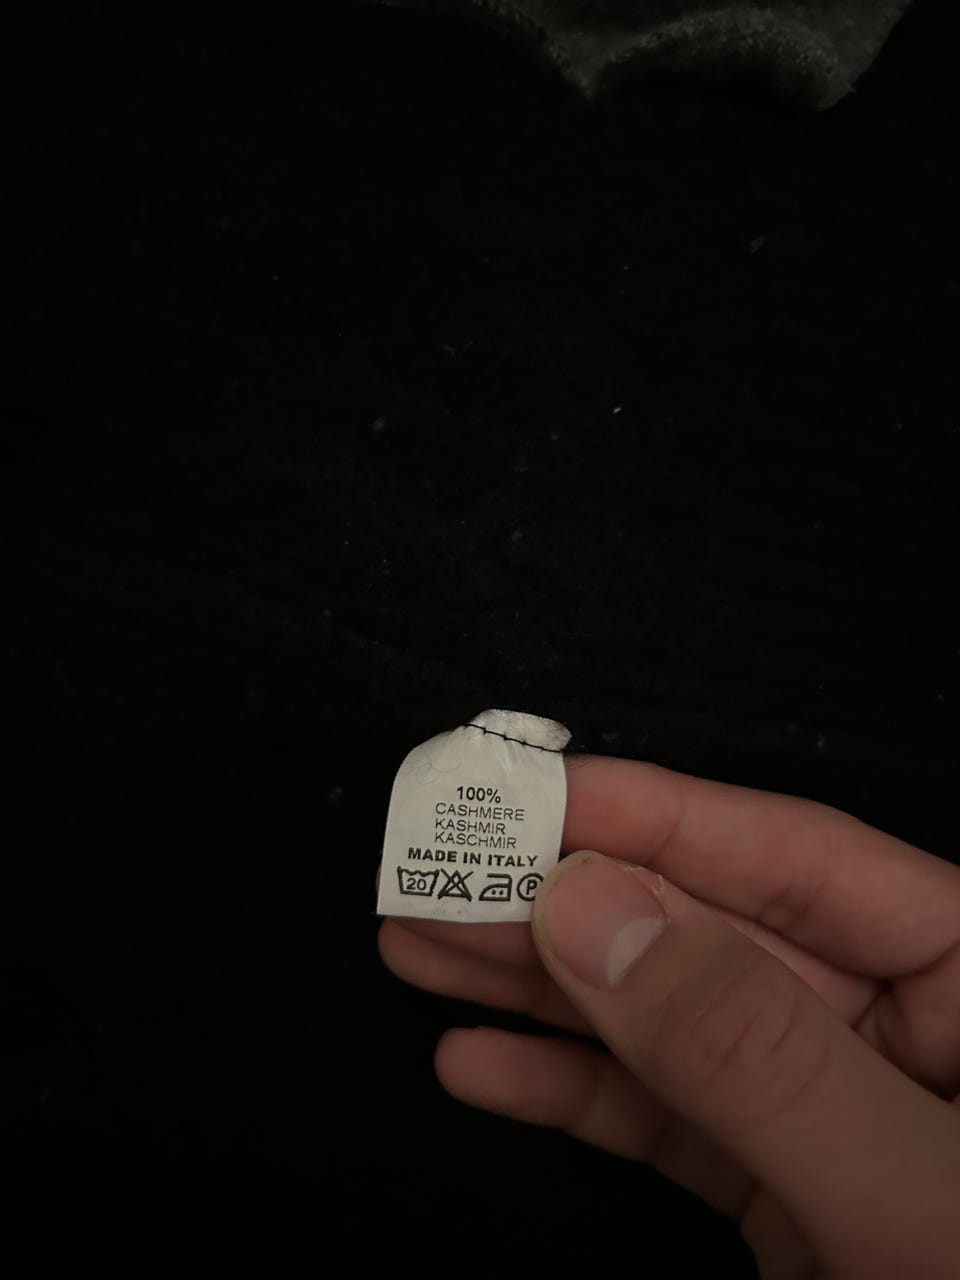 100%
CASHMERE
KASHMIR
KASCHMIR
MADE IN ITALY
20 P